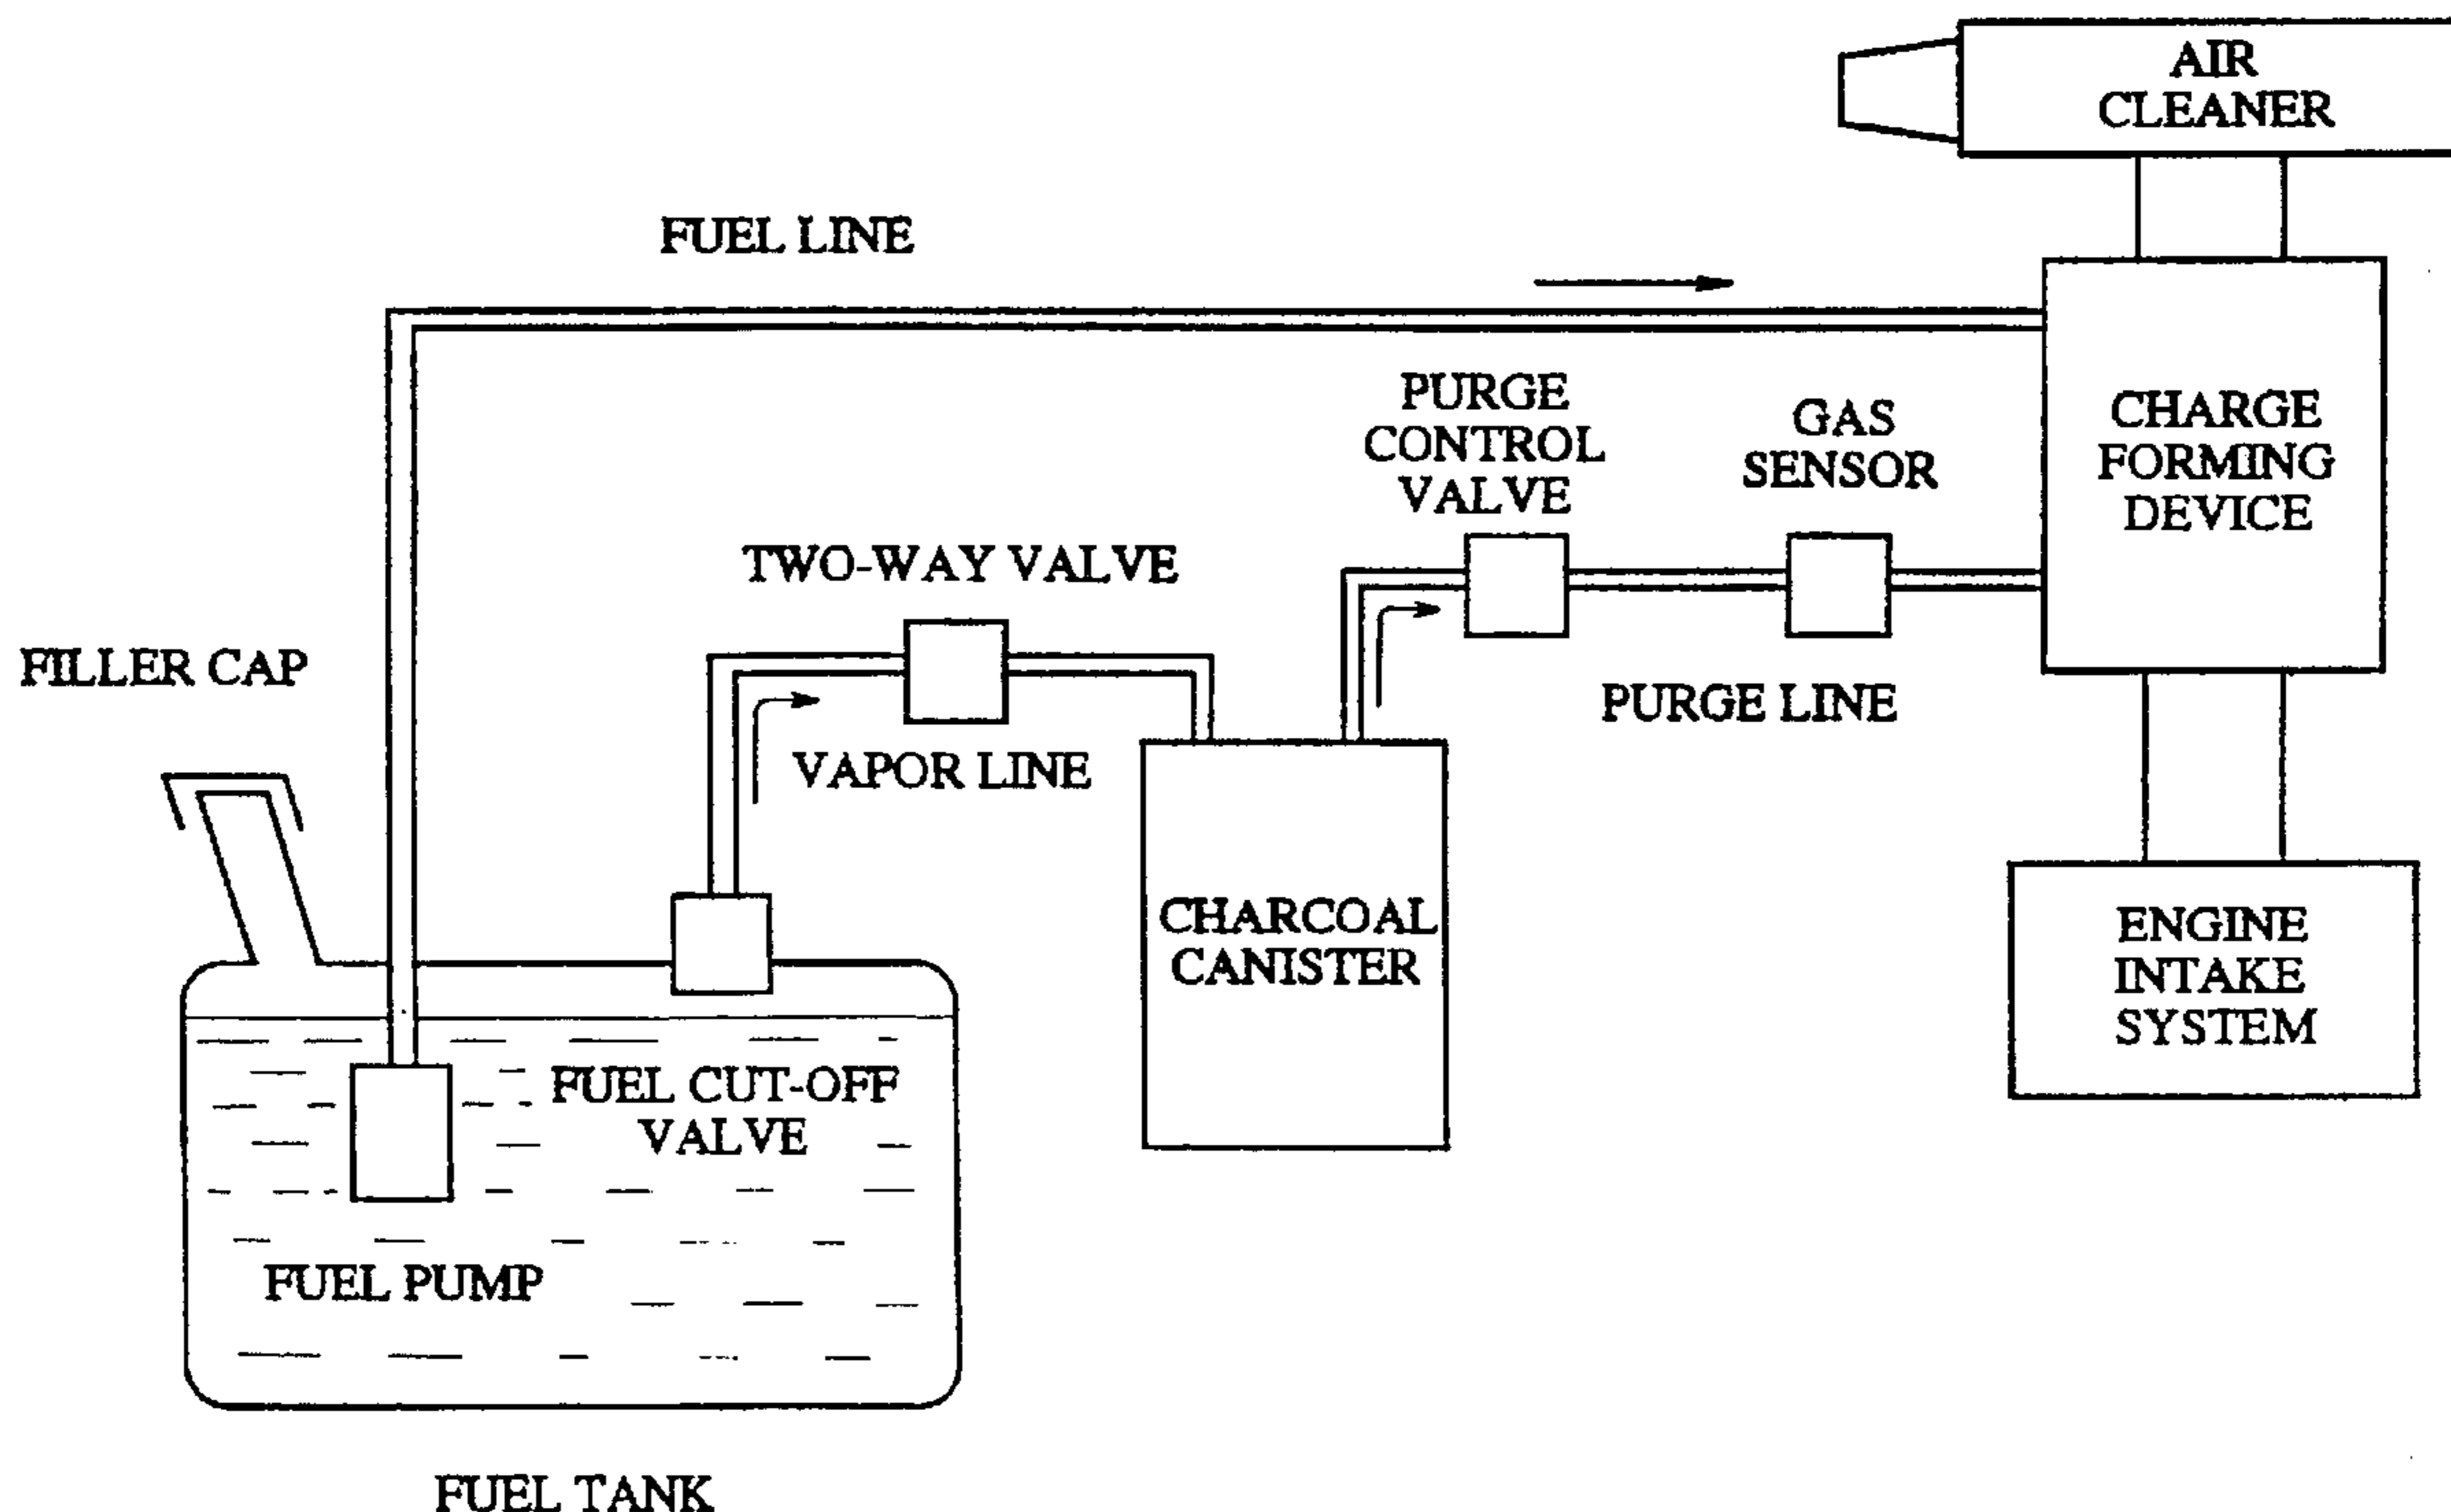 AIR
CLEANER
FUEL LINE
PURGE
CONTROL
VALVE
GAS
SENSOR
CHARGE
FORMING
DEVICE
TWO-WAY VALVE
FILLER CAP
PURGE LINE
VAPOR LINE
CHARCOAL
CANISTER
ENGINE
INTAKE
SYSTEM
FUEL CUT-OFF
VALVE
FUEL PUMP
FUEL TANK